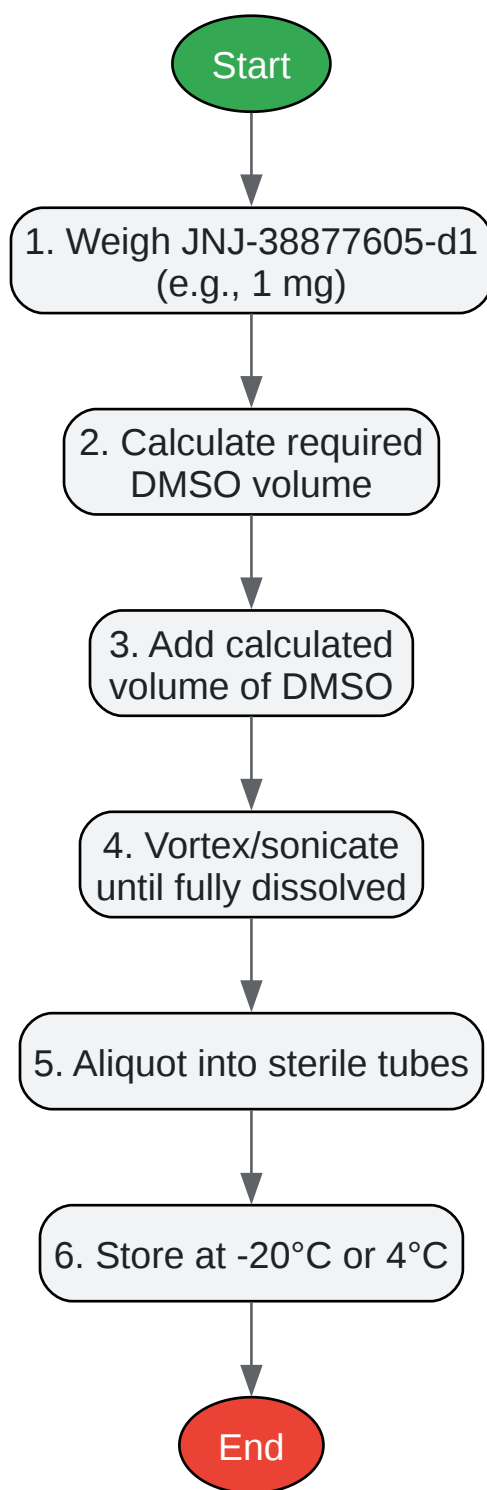 Start
1. Weigh JNJ-38877605-d1
(e.g., 1 mg)
2. Calculate required
DMSO volume
3. Add calculated
volume of DMSO
4. Vortex/sonicate
until fully dissolved
5. Aliquot into sterile tubes
6. Store at -20°C or 4°C
End